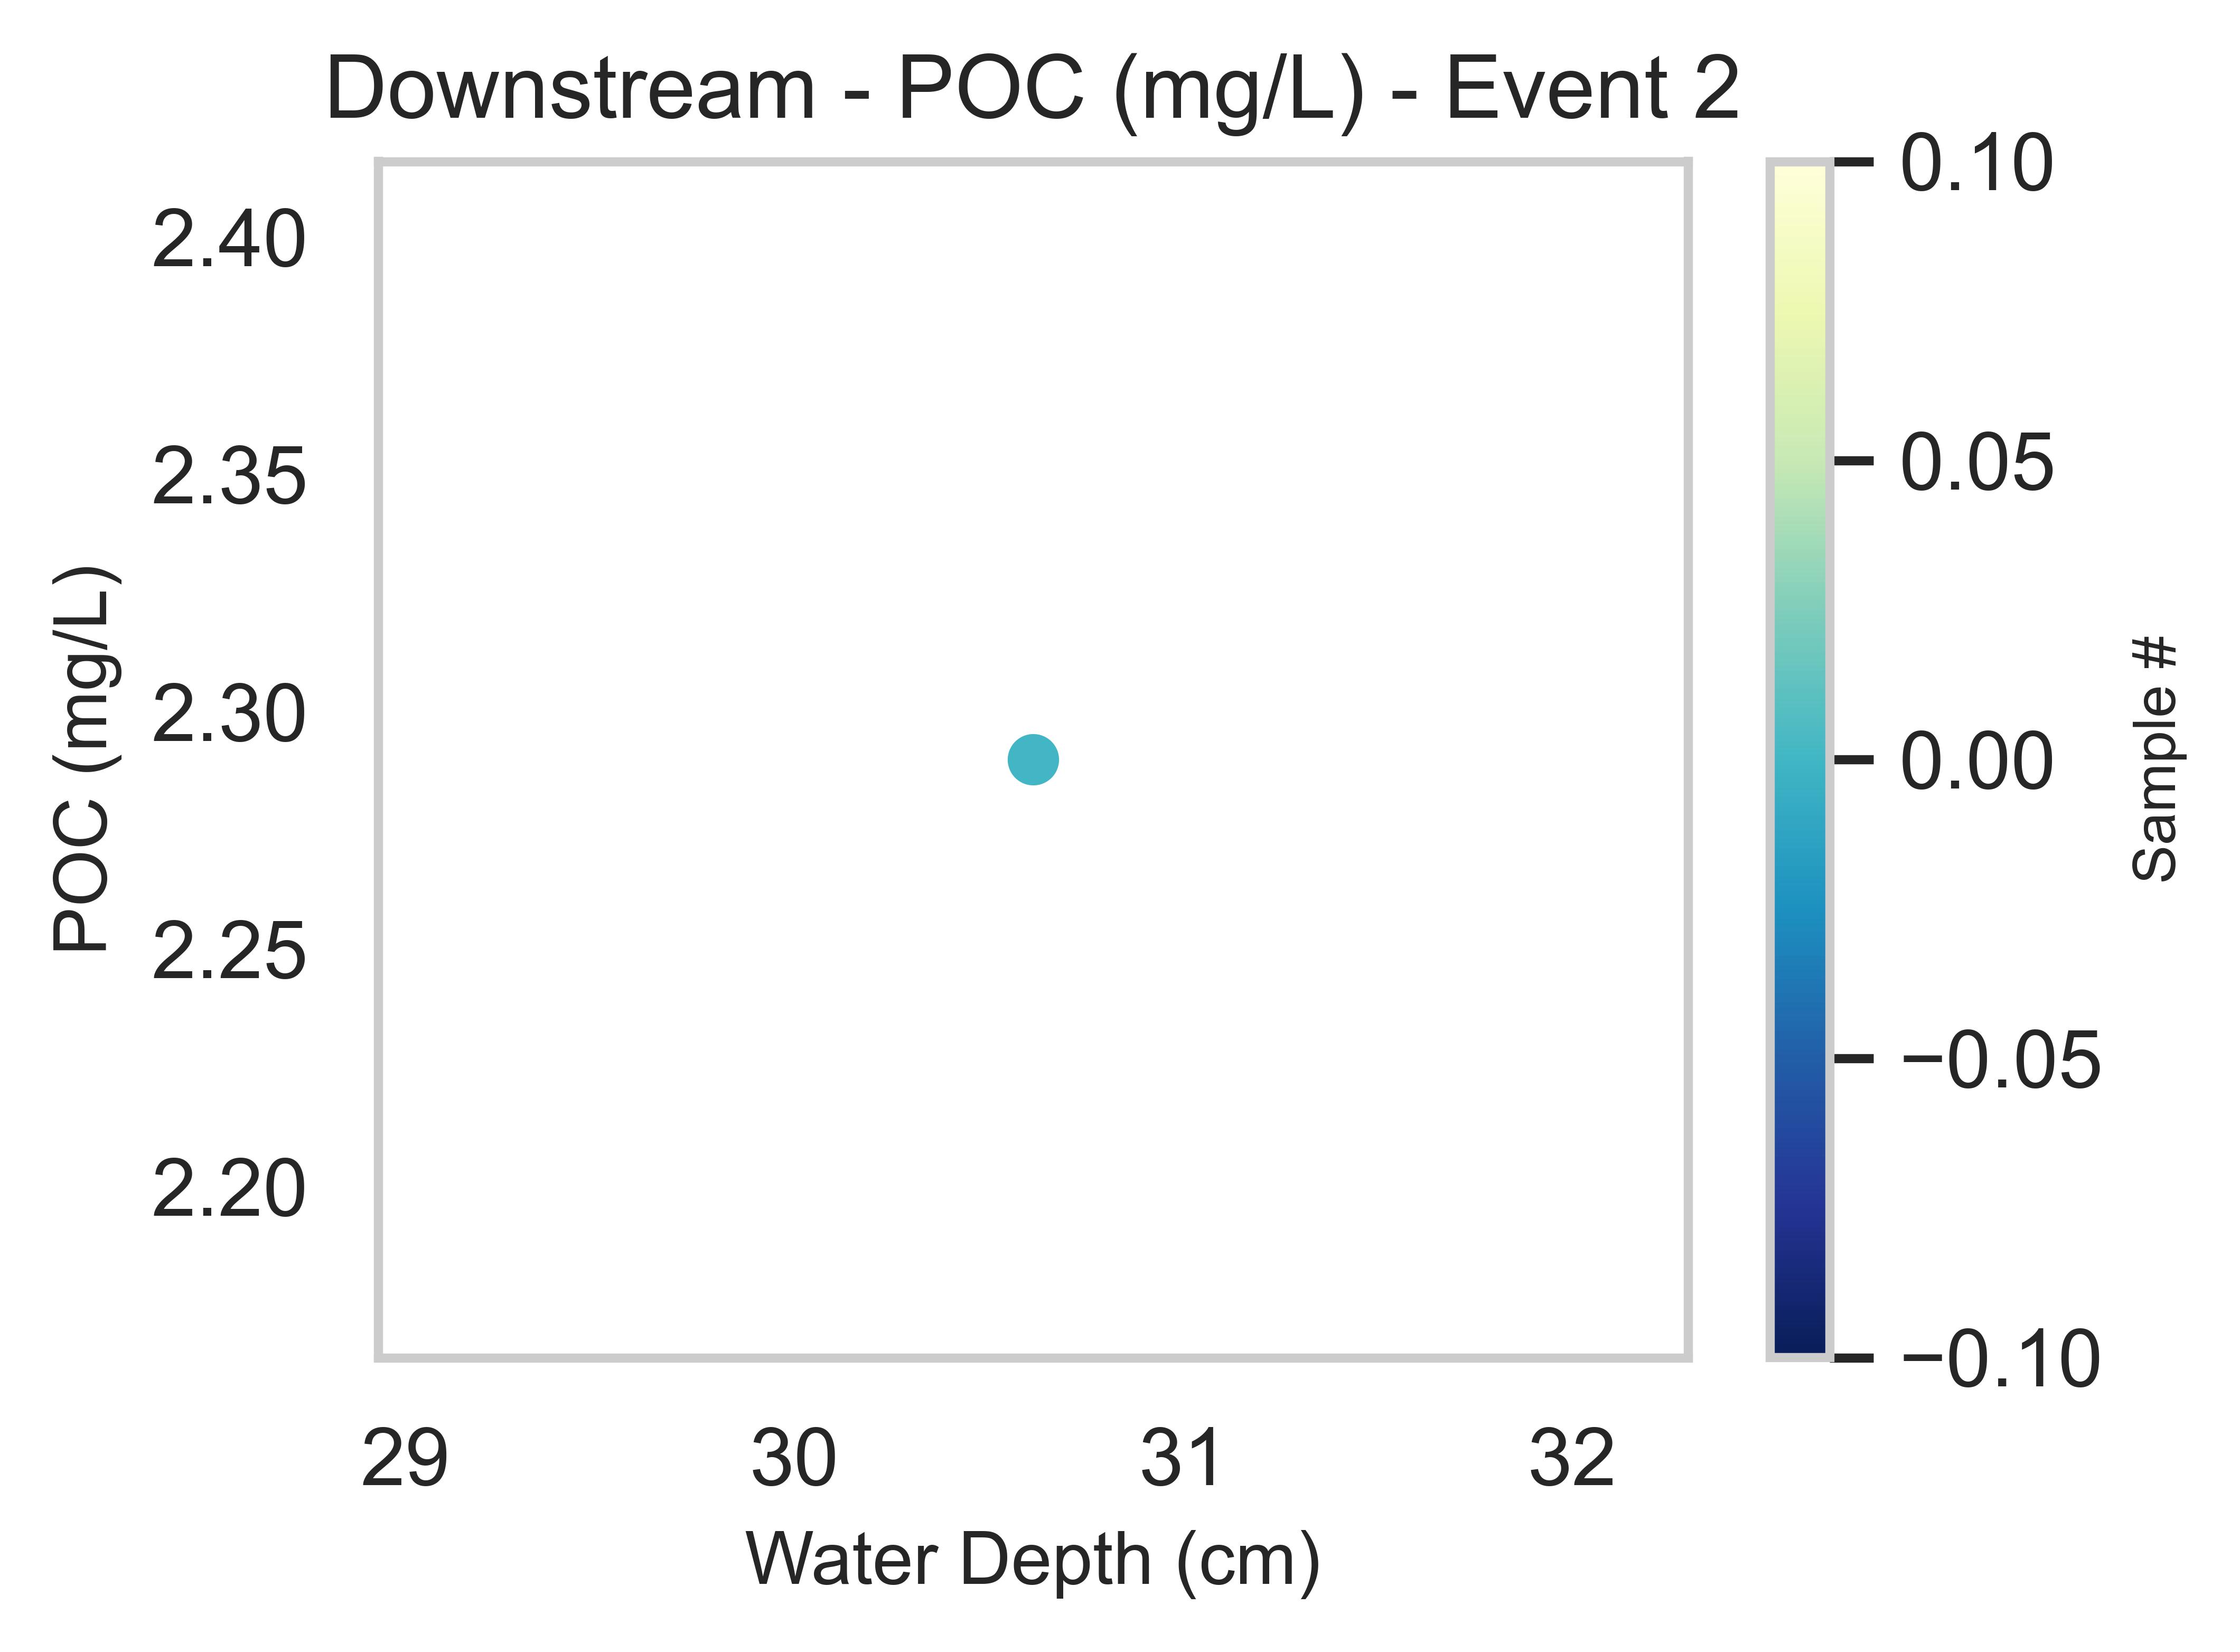 Downstream - POC (mg/L) - Event 2
POC (mg/L)
2.40
2.35
2.30
2.25
2.20
29 30 31 32
Water Depth (cm)
0.10
0.05
0.00
−0.05
−0.10
Sample #